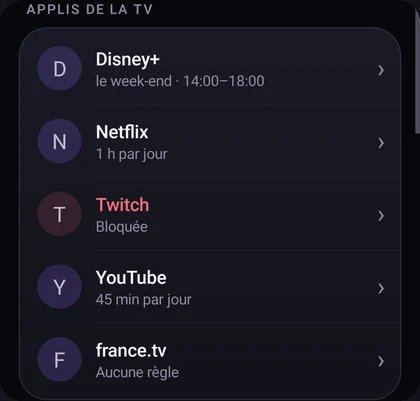 APPLIS DE LA TV
D
Disney+
le week-end · 14:00–18:00
N
Netflix
1 h par jour
T
Twitch
Bloquée
Y
YouTube
45 min par jour
F
france.tv
Aucune règle